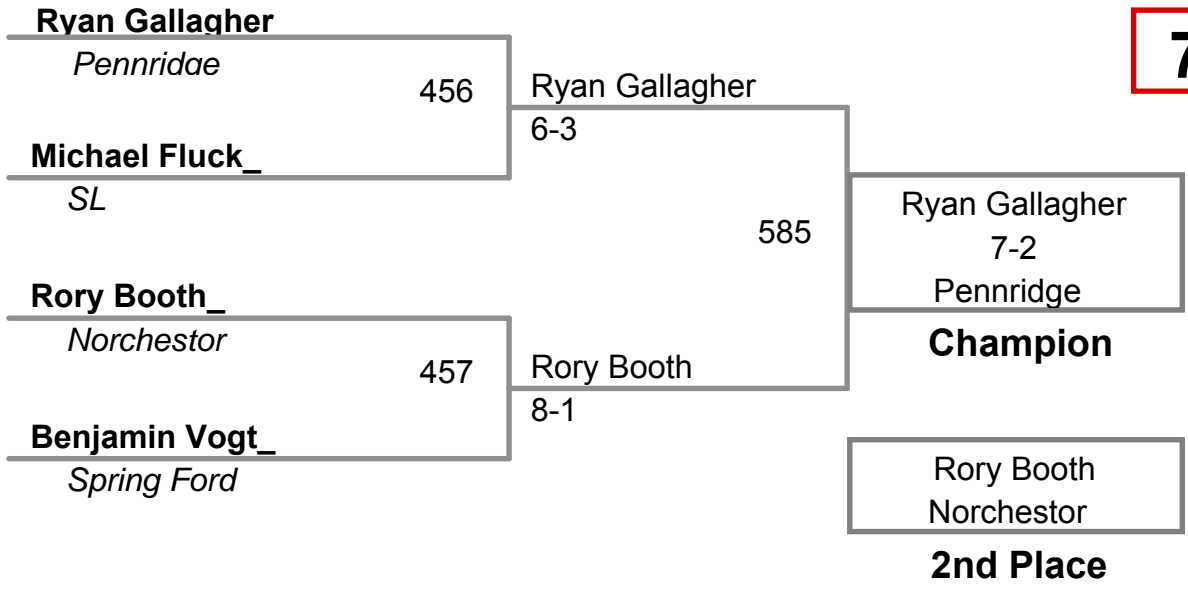 Ryan Gallagher
Pennridge
456
Ryan Gallagher
6-3
Michael Fluck_
SL
585
Ryan Gallagher
7-2
Pennridge
Champion
Rory Booth_
Norchestor
457
Rory Booth
8-1
Benjamin Vogt_
Spring Ford
Rory Booth
Norchestor
2nd Place